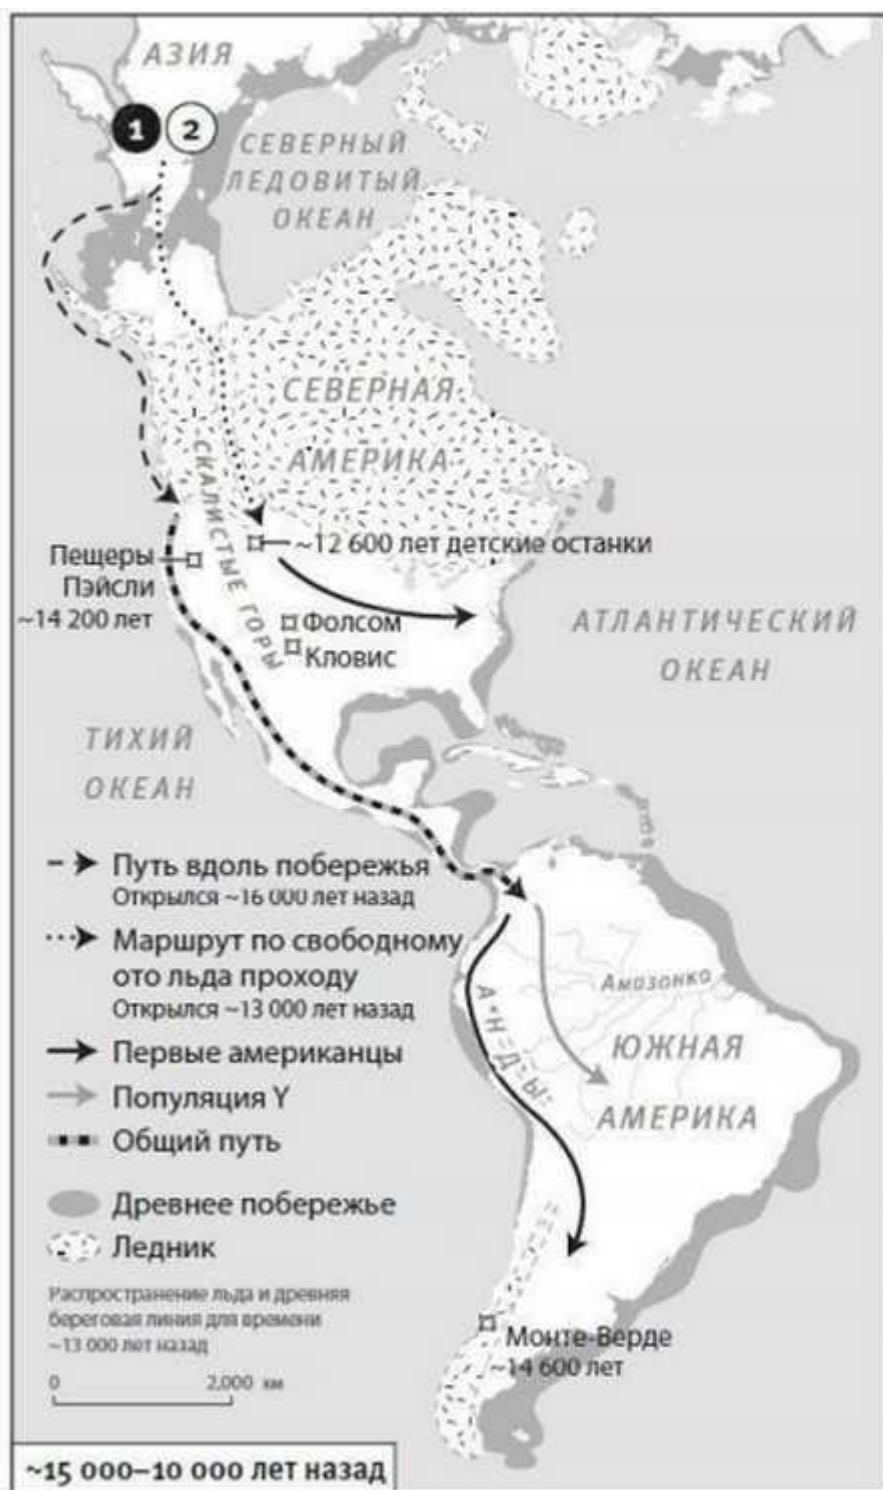 АЗИЯ
1 2
СЕВЕРНЫЙ
ЛЕДОВИТЫЙ
ОКЕАН
СЕВЕРНАЯ
АМЕРИКА
СКАЛИСТЫЕ ГОРЫ
~12 600 лет детские останки
Пещеры
Пэйсли
~14 200 лет
Фолсом
Кловис
АТЛАНТИЧЕСКИЙ
ОКЕАН
ТИХИЙ
ОКЕАН
Путь вдоль побережья
Открылся ~16 000 лет назад
Маршрут по свободному
ото льда проходу
Открылся ~13 000 лет назад
Первые американцы
Популяция Y
Общий путь
Древнее побережье
Ледник
Распространение льда и древняя
береговая линия для времени
~13 000 лет назад
0 2,000 км
Амазонка
АНДЫ
ЮЖНАЯ
АМЕРИКА
Монте-Верде
~14 600 лет
~15 000–10 000 лет назад